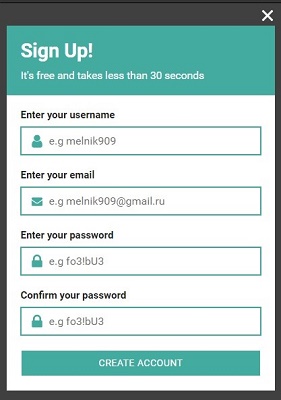 Sign Up!
It's free and takes less than 30 seconds
Enter your username
e.g melnik909
Enter your email
e.g melnik909@gmail.ru
Enter your password
e.g fo3!bU3
Confirm your password
e.g fo3!bU3
CREATE ACCOUNT